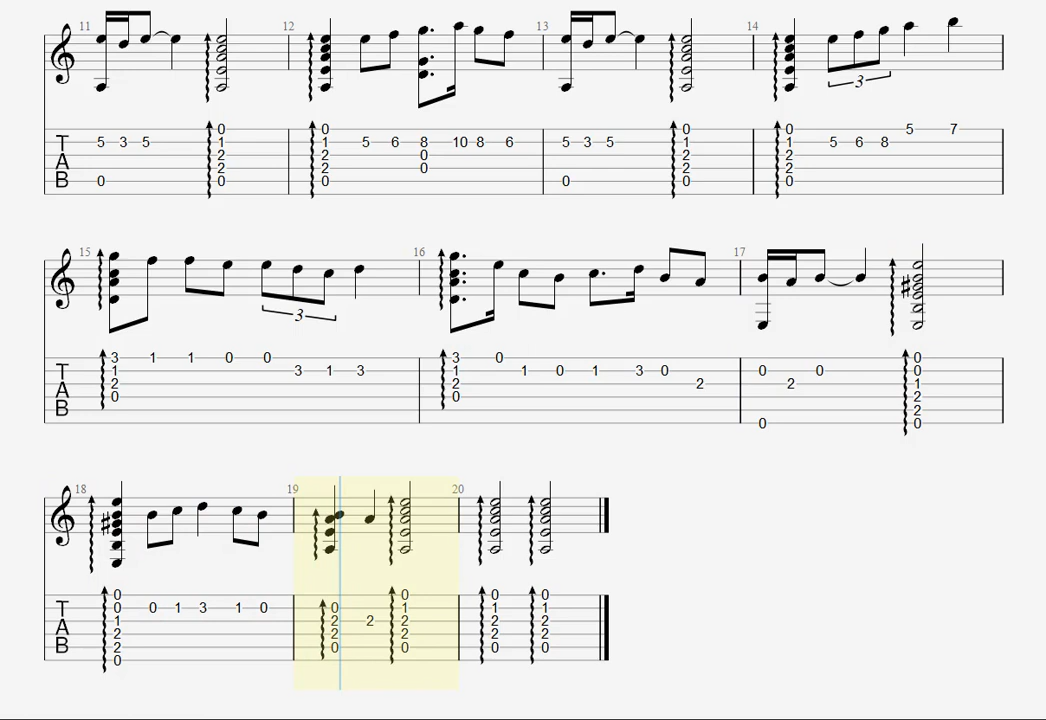 11 12 13 14
3
0 0 0 0 5 7
T 5 3 5 1 1 5 6 8 10 8 6 5 3 5 1 1 5 6 8
A 2 2 0 2 2
2 2 0 2 2
B 0 0 0 0 0 0
15 16 17
3
3 1 1 0 0 3 0 0
T 1 3 1 3 1 1 0 1 3 0 0 0 0
A 2 2 2 2 1
0 0 2
B 2
0 0
18 19 20
0 0 0 0
T 0 0 1 3 1 0 0 1 1 1
A 1 2 2 2 2 2
2 2 2 2 2
B 2 0 0 0 0
0